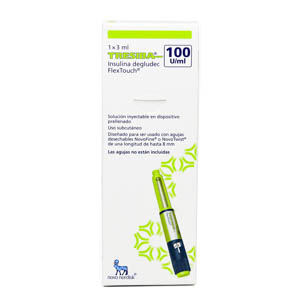 1 x 3 ml
TRESIBA®
Insulina degludec
FlexTouch®
100
U/ml
Solución inyectable en dispositivo
prellenado
Uso subcutáneo
Diseñado para ser usado con agujas
desechables NovoFine® o NovoTwist®
de una longitud de hasta 8 mm
Las agujas no están incluidas
novo nordisk